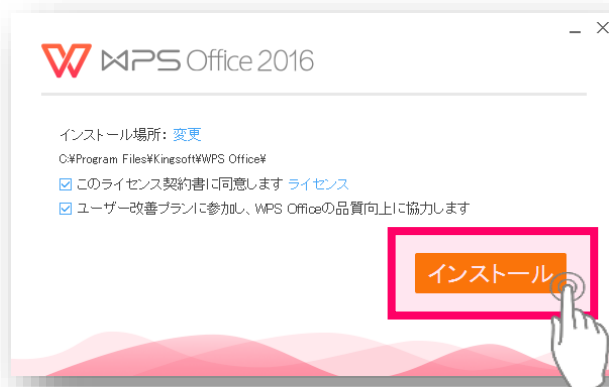 WPS Office 2016
インストール場所: 変更
C:¥Program Files¥Kingsoft¥WPS Office¥
このライセンス契約書に同意します ライセンス
ユーザー改善プランに参加し、WPS Officeの品質向上に協力します
インストール